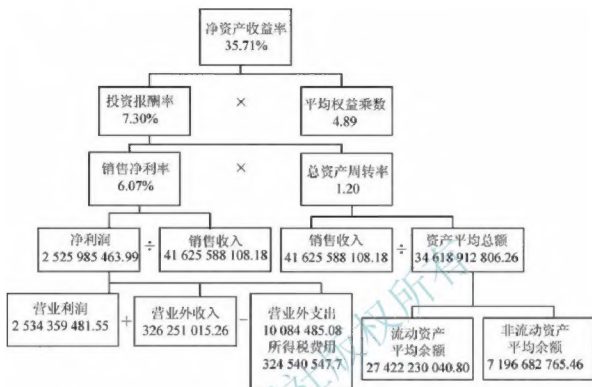 净资产收益率
35.71%
投资报酬率
7.30%
×
平均权益乘数
4.89
销售净利率
6.07%
×
总资产周转率
1.20
净利润
2 525 985 463.99
÷
销售收入
41 625 588 108.18
销售收入
41 625 588 108.18
÷
资产平均总额
34 618 912 806.26
营业利润
2 534 359 481.55
+
营业外收入
326 251 015.26
−
营业外支出
10 084 485.08
所得税费用
324 540 547.7
流动资产
平均余额
27 422 230 040.80
非流动资产
平均余额
7 196 682 765.46
社版权所有